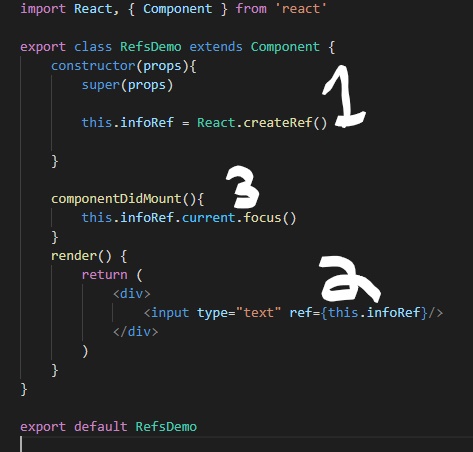 import React, { Component } from 'react'
export class RefsDemo extends Component {
constructor(props){
super(props)
this.infoRef = React.createRef()
1
}
componentDidMount(){
3
this.infoRef.current.focus()
}
render() {
return (
2
<div>
<input type="text" ref={this.infoRef}/>
</div>
)
}
}
export default RefsDemo